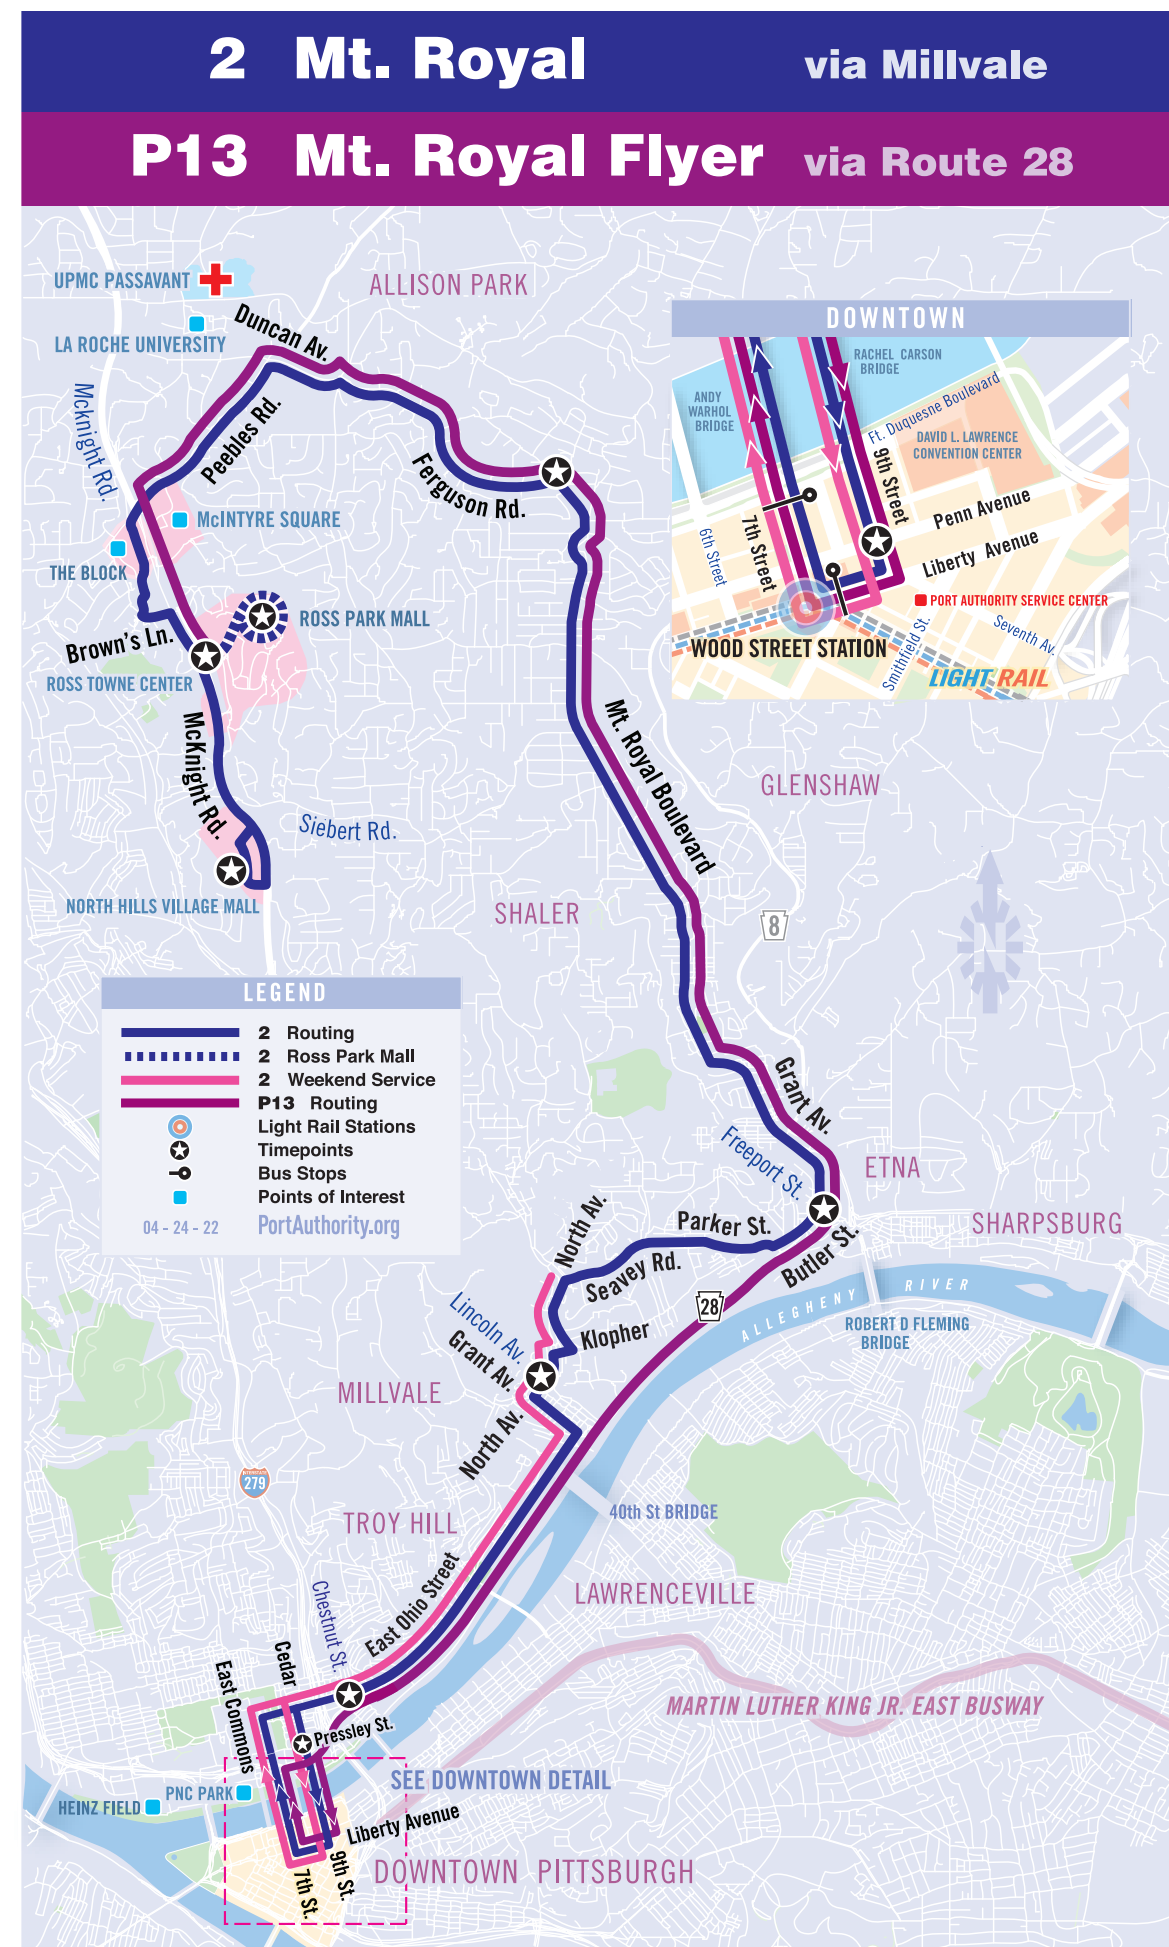 2 Mt. Royal via Millvale
P13 Mt. Royal Flyer via Route 28
UPMC PASSAVANT
ALLISON PARK
LA ROCHE UNIVERSITY
Duncan Av.
Mcknight Rd.
Peebles Rd.
Ferguson Rd.
McINTYRE SQUARE
THE BLOCK
ROSS PARK MALL
Brown's Ln.
ROSS TOWNE CENTER
McKnight Rd.
Siebert Rd.
NORTH HILLS VILLAGE MALL
DOWNTOWN
RACHEL CARSON
BRIDGE
ANDY
WARHOL
BRIDGE
Ft. Duquesne Boulevard
DAVID L. LAWRENCE
CONVENTION CENTER
9th Street
Penn Avenue
7th Street
6th Street
Liberty Avenue
PORT AUTHORITY SERVICE CENTER
WOOD STREET STATION
Smithfield St.
Seventh Av.
LIGHT RAIL
Mt. Royal Boulevard
GLENSHAW
SHALER
8
N
LEGEND
2 Routing
2 Ross Park Mall
2 Weekend Service
P13 Routing
Light Rail Stations
Timepoints
Bus Stops
Points of Interest
04 - 24 - 22 PortAuthority.org
Grant Av.
Freeport St.
ETNA
SHARPSBURG
North Av.
Parker St.
Seavey Rd.
Butler St.
28
ALLEGHENY RIVER
ROBERT D FLEMING
BRIDGE
Lincoln Av.
Grant Av.
Klopher
MILLVALE
North Av.
INTERSTATE
279
40th St BRIDGE
TROY HILL
LAWRENCEVILLE
Chestnut St.
East Ohio Street
Cedar
East Commons
Pressley St.
MARTIN LUTHER KING JR. EAST BUSWAY
SEE DOWNTOWN DETAIL
PNC PARK
HEINZ FIELD
Liberty Avenue
9th St.
7th St.
DOWNTOWN PITTSBURGH